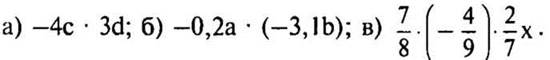 а) −4c · 3d; б) −0,2a · (−3,1b); в) 7/8 · (−4/9) · 2/7 x.